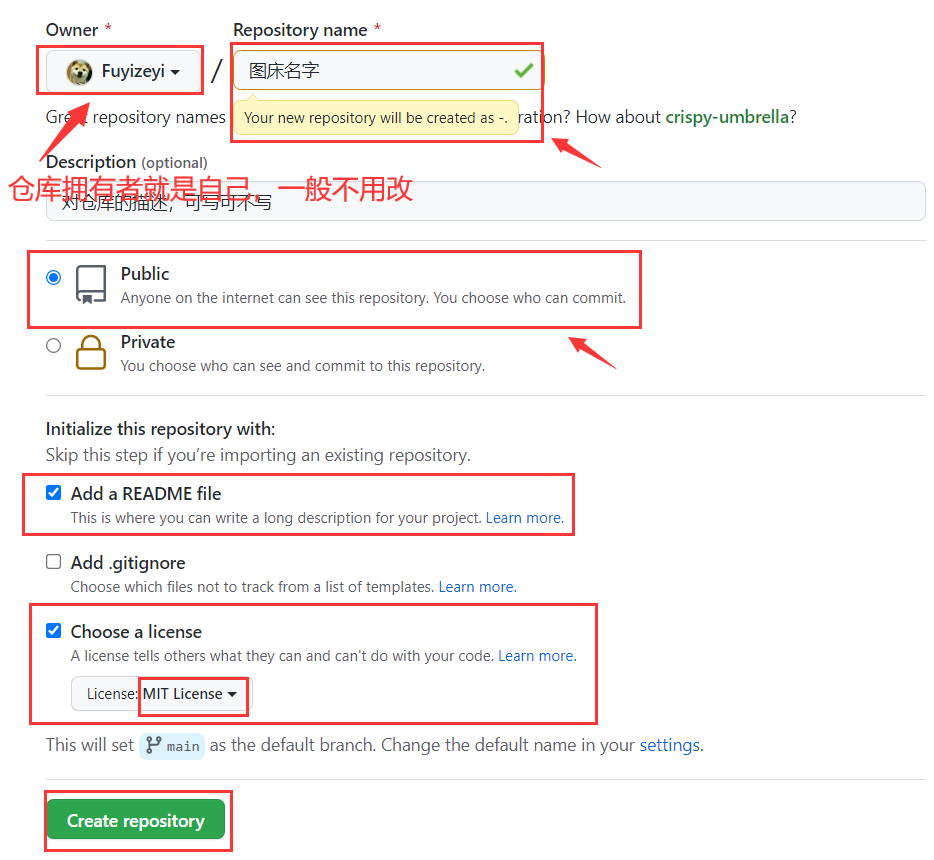 Owner *
Repository name *
Fuyizeyi
/
图床名字
Your new repository will be created as -.
Great repository names
ration? How about crispy-umbrella?
Description (optional)
仓库拥有者就是自己，一般不用改
对仓库的描述，可写可不写
Public
Anyone on the internet can see this repository. You choose who can commit.
Private
You choose who can see and commit to this repository.
Initialize this repository with:
Skip this step if you’re importing an existing repository.
Add a README file
This is where you can write a long description for your project. Learn more.
Add .gitignore
Choose which files not to track from a list of templates. Learn more.
Choose a license
A license tells others what they can and can't do with your code. Learn more.
License: MIT License
This will set main as the default branch. Change the default name in your settings.
Create repository